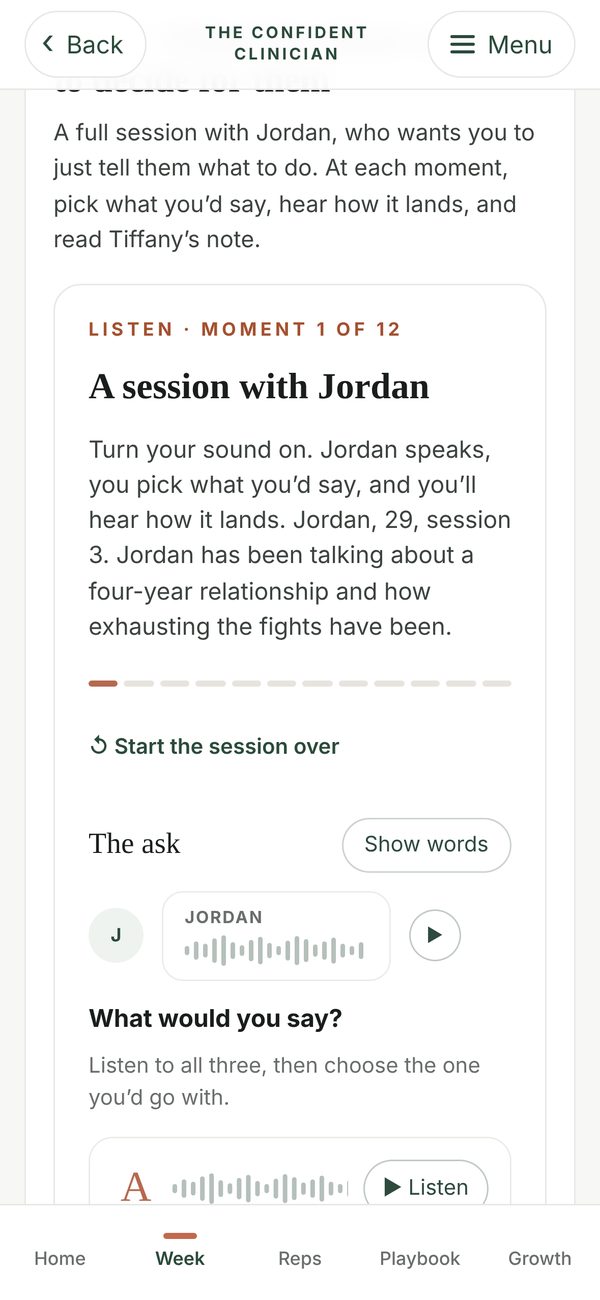 Back
THE CONFIDENT
CLINICIAN
Menu
to decide for them
A full session with Jordan, who wants you to
just tell them what to do. At each moment,
pick what you’d say, hear how it lands, and
read Tiffany’s note.
LISTEN · MOMENT 1 OF 12
A session with Jordan
Turn your sound on. Jordan speaks,
you pick what you’d say, and you’ll
hear how it lands. Jordan, 29, session
3. Jordan has been talking about a
four-year relationship and how
exhausting the fights have been.
Start the session over
The ask
Show words
J
JORDAN
What would you say?
Listen to all three, then choose the one
you’d go with.
A
Listen
Home
Week
Reps
Playbook
Growth